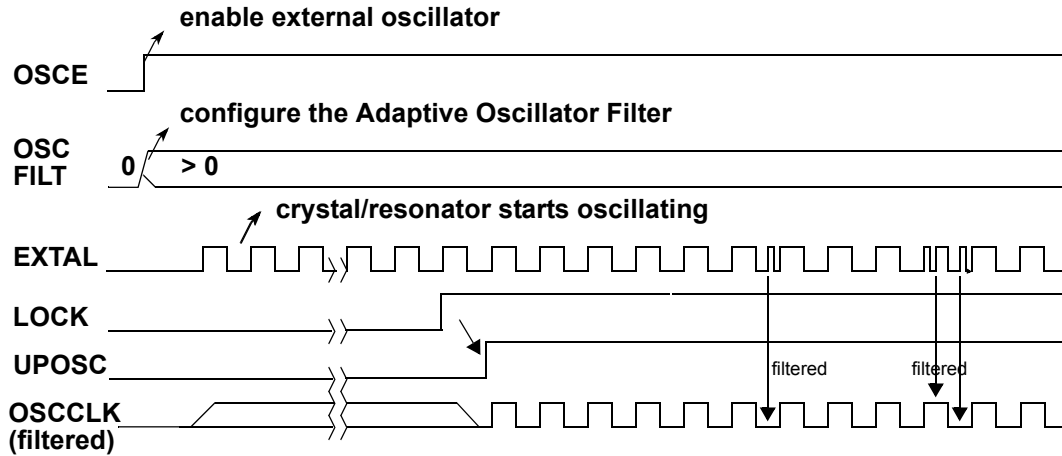 enable external oscillator
OSCE
configure the Adaptive Oscillator Filter
OSC
FILT
0 > 0
crystal/resonator starts oscillating
EXTAL
LOCK
UPOSC
filtered filtered
OSCCLK
(filtered)